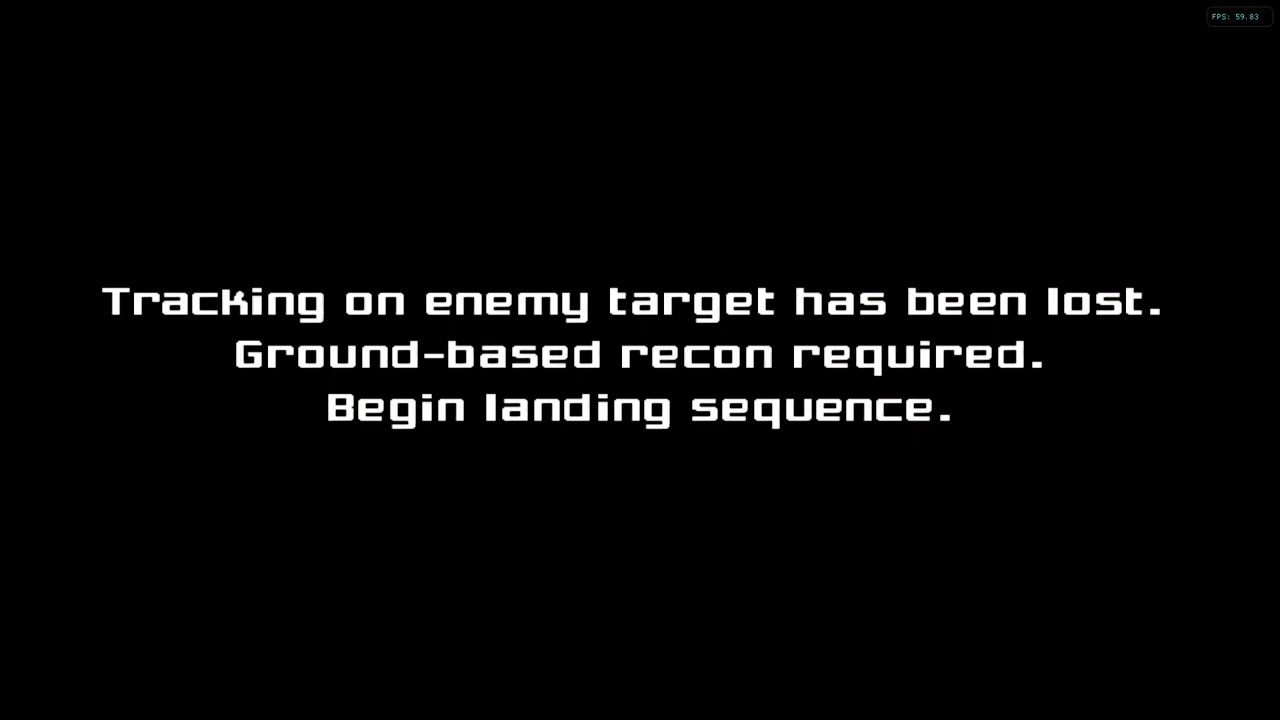 FPS: 59.83
Tracking on enemy target has been lost.
Ground-based recon required.
Begin landing sequence.